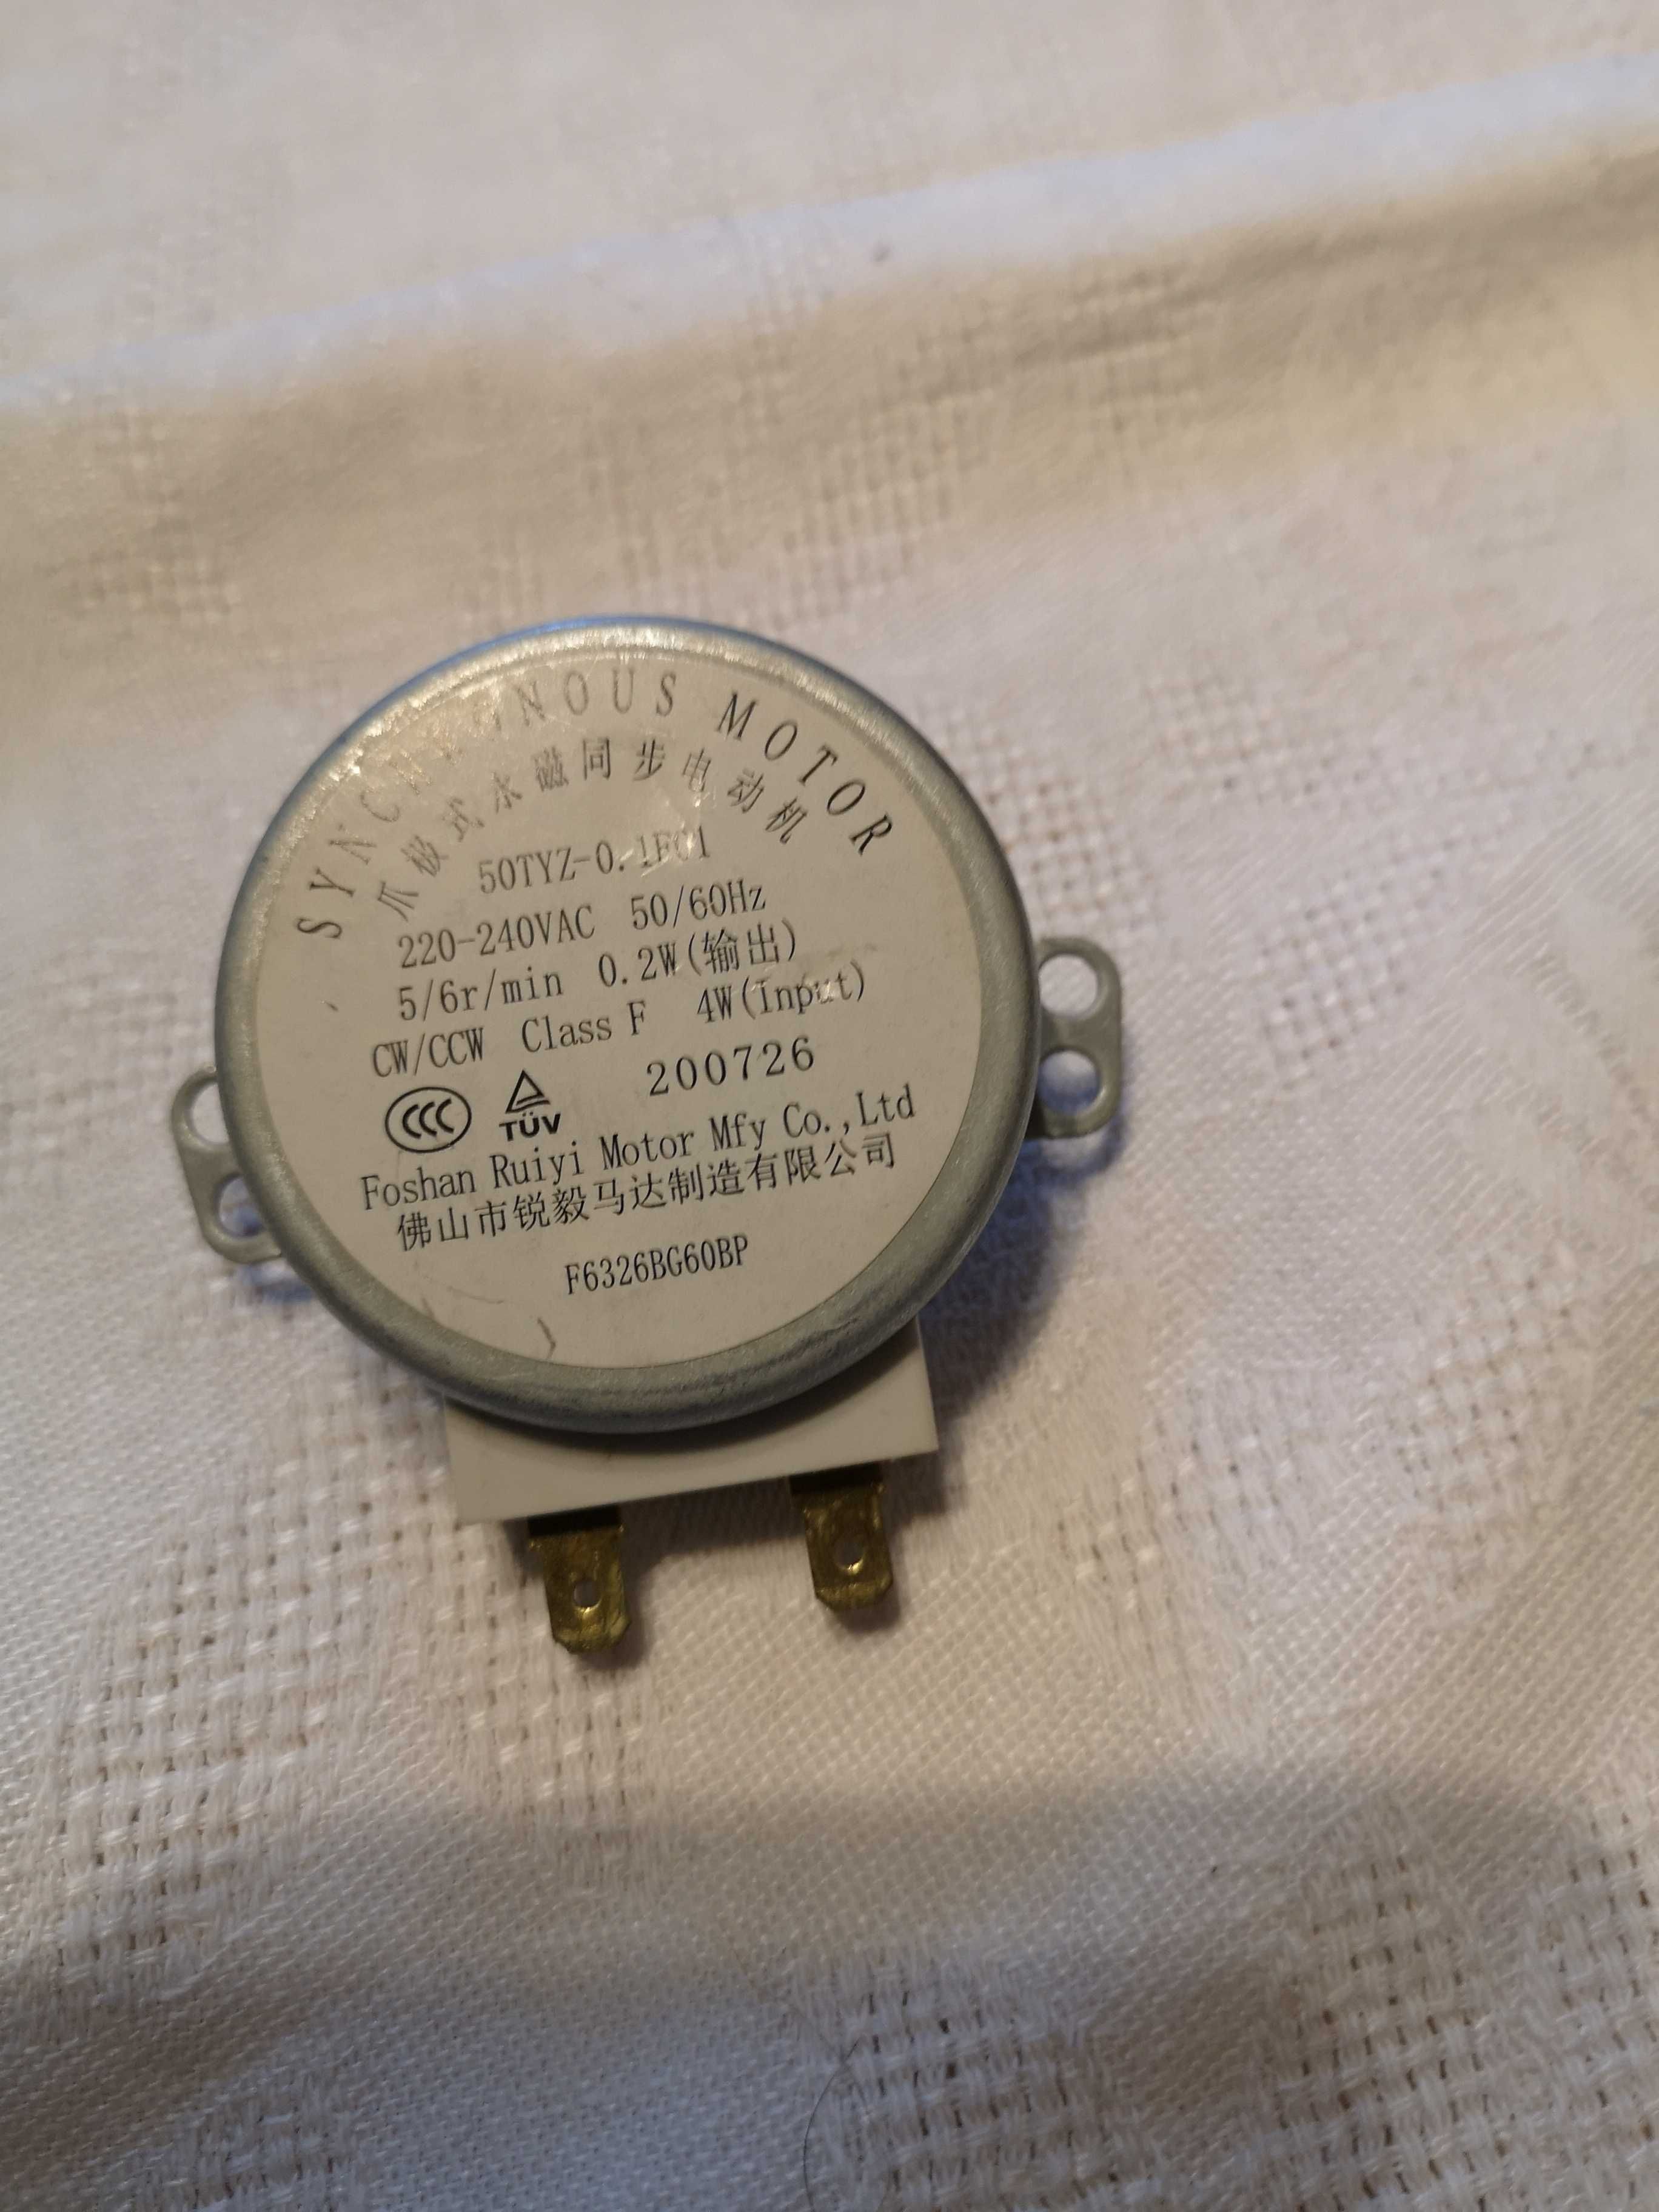 SYNCHRONOUS MOTOR
爪极式永磁同步电动机
50TYZ-0.1F01
220-240VAC 50/60Hz
5/6r/min 0.2W(输出)
CW/CCW Class F 4W(Input)
CCC TÜV 200726
Foshan Ruiyi Motor Mfy Co.,Ltd
佛山市锐毅马达制造有限公司
F6326BG60BP